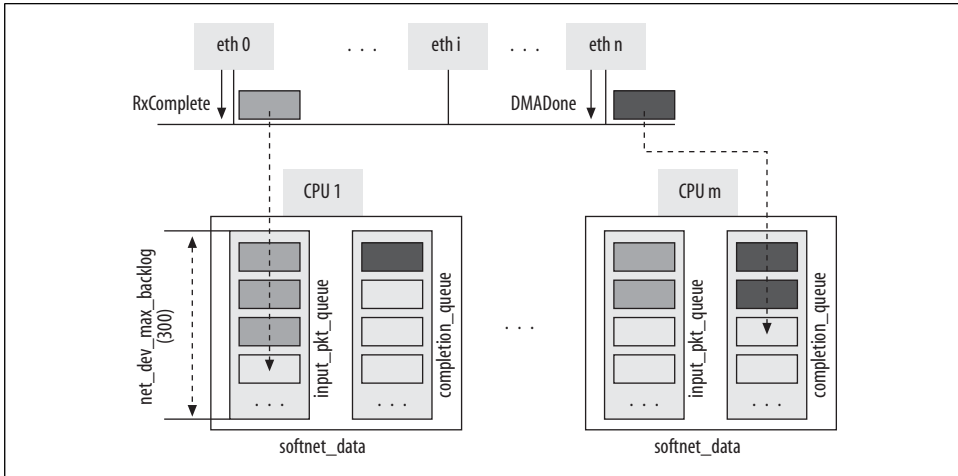 eth 0
. . .
eth i
. . .
eth n
RxComplete
DMADone
CPU 1
CPU m
net_dev_max_backlog
(300)
input_pkt_queue
completion_queue
. . .
input_pkt_queue
completion_queue
. . .
. . .
. . .
. . .
softnet_data
softnet_data